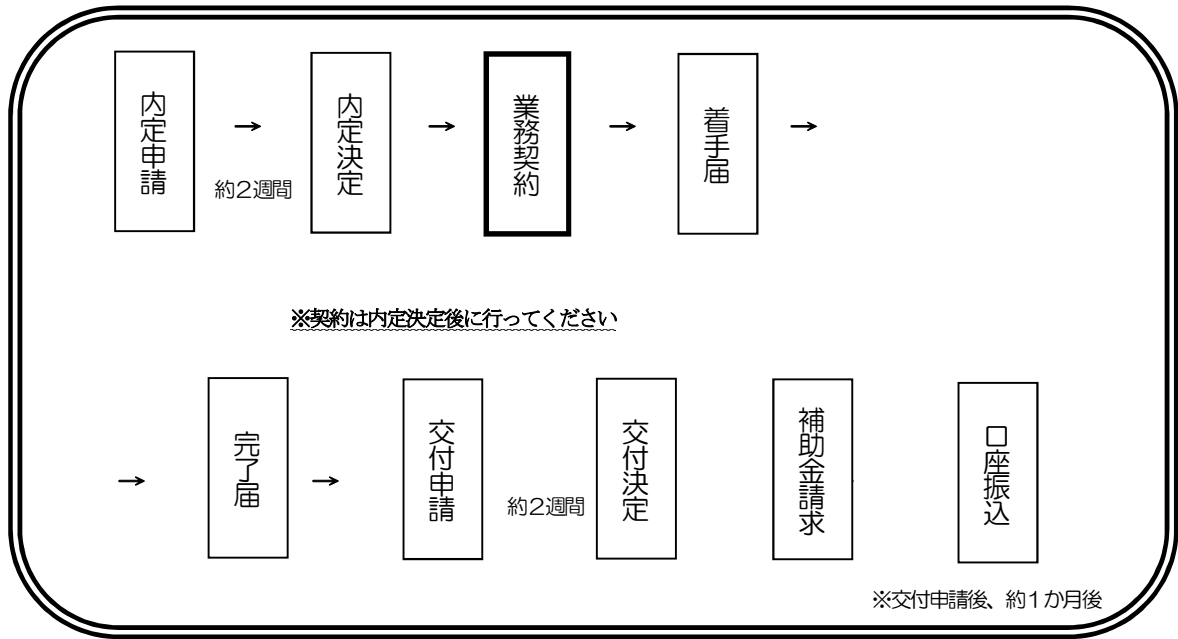 内定申請
→
約2週間
内定決定
→
業務契約
→
着手届
→
※契約は内定決定後に行ってください
→
完了届
→
交付申請
約2週間
交付決定
補助金請求
口座振込
※交付申請後、約1か月後